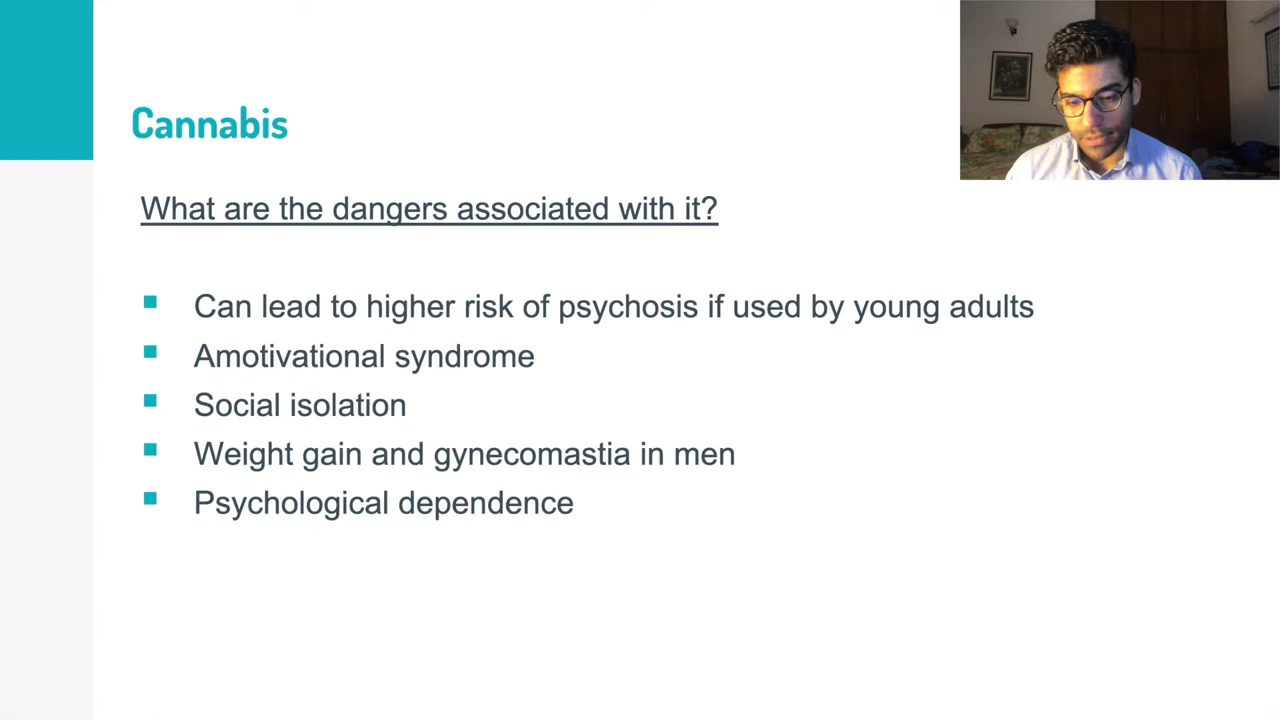 Cannabis
What are the dangers associated with it?
Can lead to higher risk of psychosis if used by young adults
Amotivational syndrome
Social isolation
Weight gain and gynecomastia in men
Psychological dependence